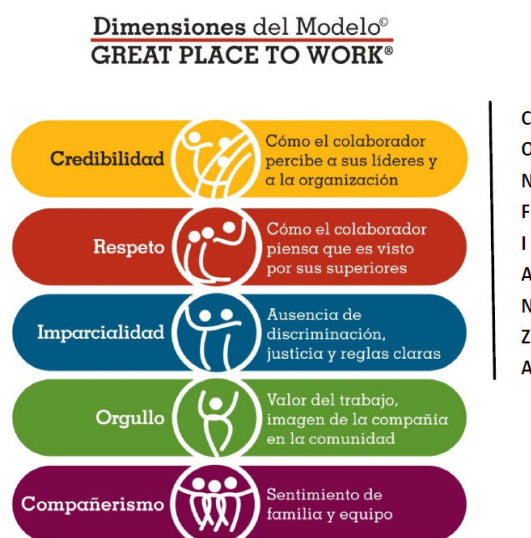 Dimensiones del Modelo©
GREAT PLACE TO WORK®
Credibilidad
Cómo el colaborador
percibe a sus líderes y
a la organización
Respeto
Cómo el colaborador
piensa que es visto
por sus superiores
Imparcialidad
Ausencia de
discriminación,
justicia y reglas claras
Orgullo
Valor del trabajo,
imagen de la compañía
en la comunidad
Compañerismo
Sentimiento de
familia y equipo
C
O
N
F
I
A
N
Z
A